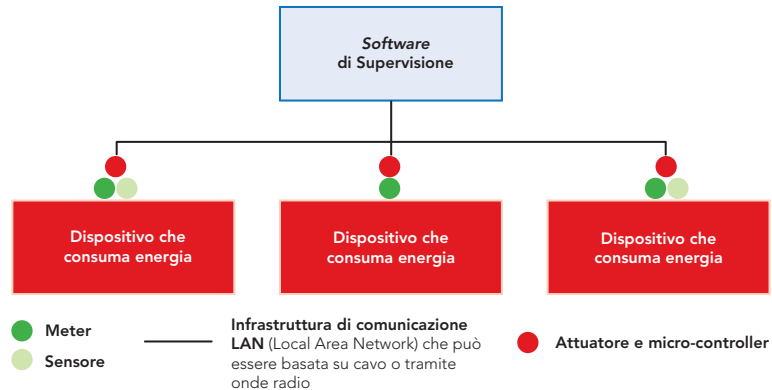 Software
di Supervisione
Dispositivo che
consuma energia
Dispositivo che
consuma energia
Dispositivo che
consuma energia
Meter
Sensore
Infrastruttura di comunicazione
LAN (Local Area Network) che può
essere basata su cavo o tramite
onde radio
Attuatore e micro-controller